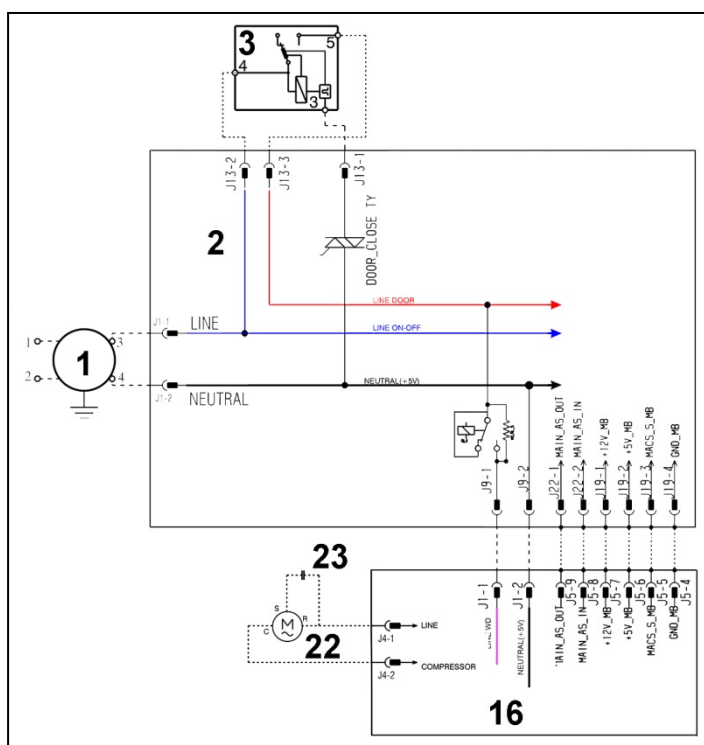 3
5
4
3
J13-2
J13-3
J13-1
DOOR_CLOSE TY
2
LINE DOOR
J1-1
LINE
LINE ON-OFF
1
3
1
2
4
NEUTRAL(+5V)
J1-2
NEUTRAL
J9-1
J9-2
J22-1
MAIN_AS_OUT
J22-2
MAIN_AS_IN
J19-1
+12V_MB
J19-2
+5V_MB
J19-3
MACS_S_MB
J19-4
GND_MB
23
S
R
C
M
22
J4-1
LINE
J4-2
COMPRESSOR
J1-1
LINE WD
J1-2
NEUTRAL(+5V)
J5-9
MAIN_AS_OUT
J5-8
MAIN_AS_IN
J5-7
+12V_MB
J5-6
+5V_MB
J5-5
MACS_S_MB
J5-4
GND_MB
16